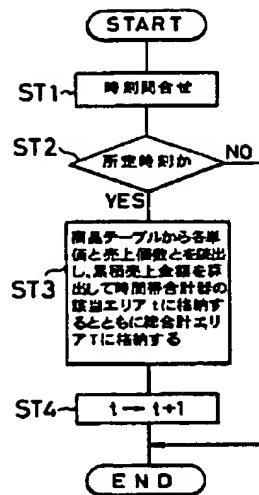 START
ST1
時刻問合せ
ST2
所定時刻か
NO
YES
ST3
商品テーブルから各単
価と売上個数とを読出
し、累積売上金額を算
出して時間帯合計器の
該当エリアtに格納す
るとともに総合計エリ
アTに格納する
ST4
t → t+1
END